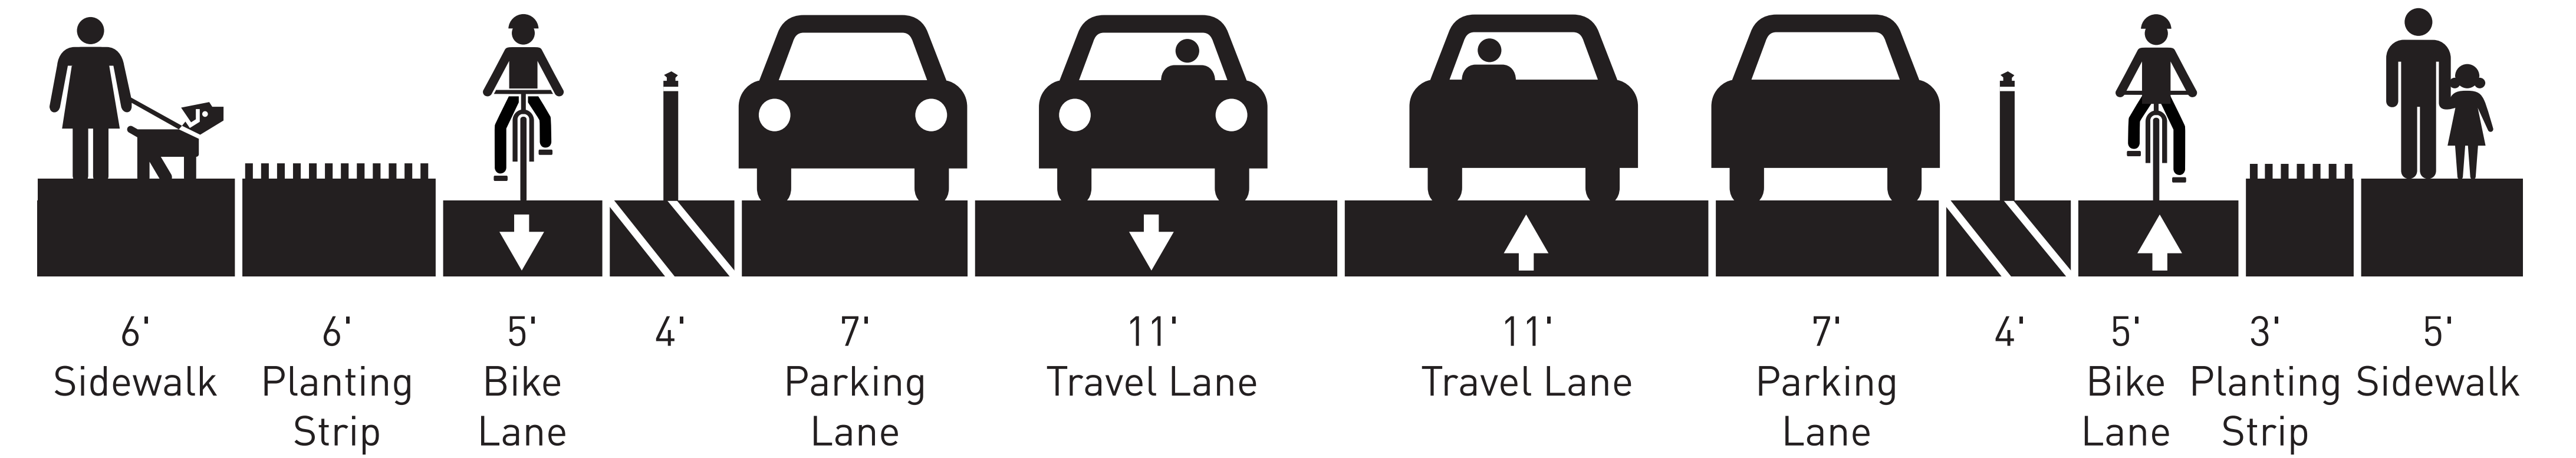 6' 6' 5' 4' 7' 11' 11' 7' 4' 5' 3' 5'
Sidewalk Planting Bike Parking Travel Lane Travel Lane Parking Bike Planting Sidewalk
Strip Lane Lane Lane Lane Strip